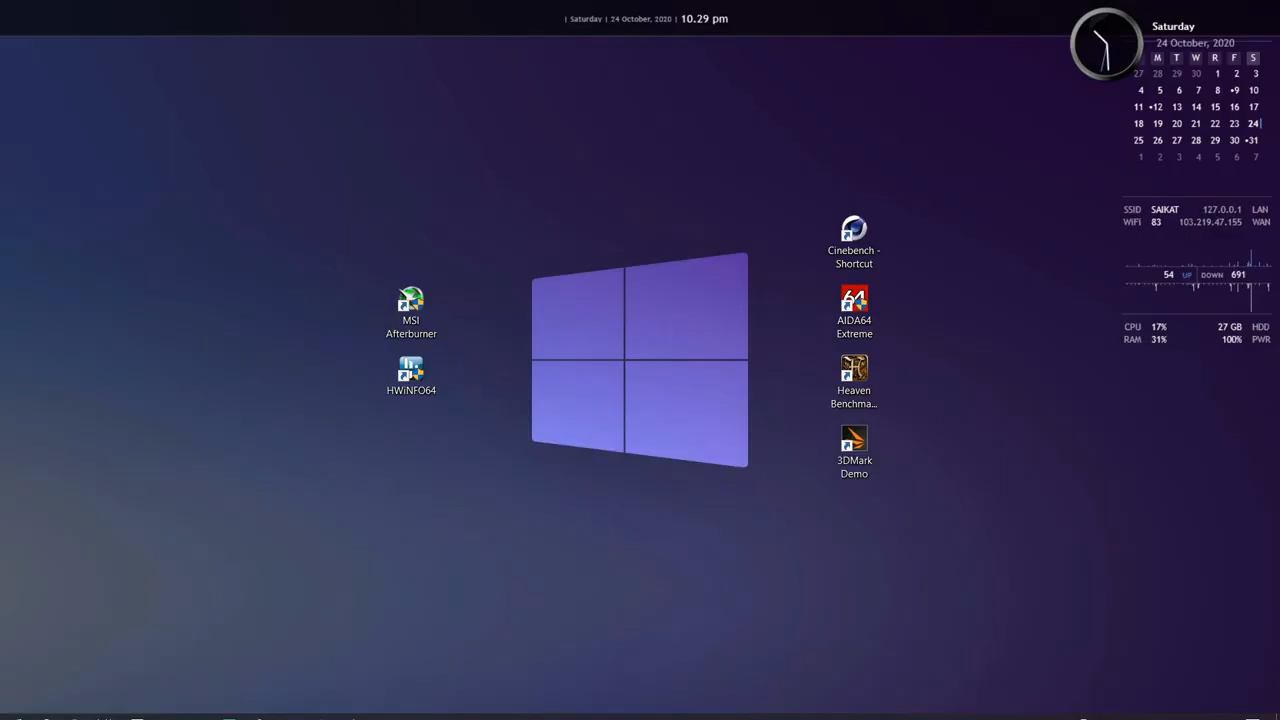 | Saturday | 24 October, 2020 | 10.29 pm
Saturday
24 October, 2020
M T W R F S
27 28 29 30 1 2 3
4 5 6 7 8 •9 10
11 •12 13 14 15 16 17
18 19 20 21 22 23 24
25 26 27 28 29 30 •31
1 2 3 4 5 6 7
SSID SAIKAT 127.0.0.1 LAN
WiFi 83 103.219.47.155 WAN
54 UP DOWN 691
CPU 17% 27 GB HDD
RAM 31% 100% PWR
MSI
Afterburner
HWiNFO64
Cinebench -
Shortcut
64
AIDA64
Extreme
Heaven
Benchma...
3DMark
Demo